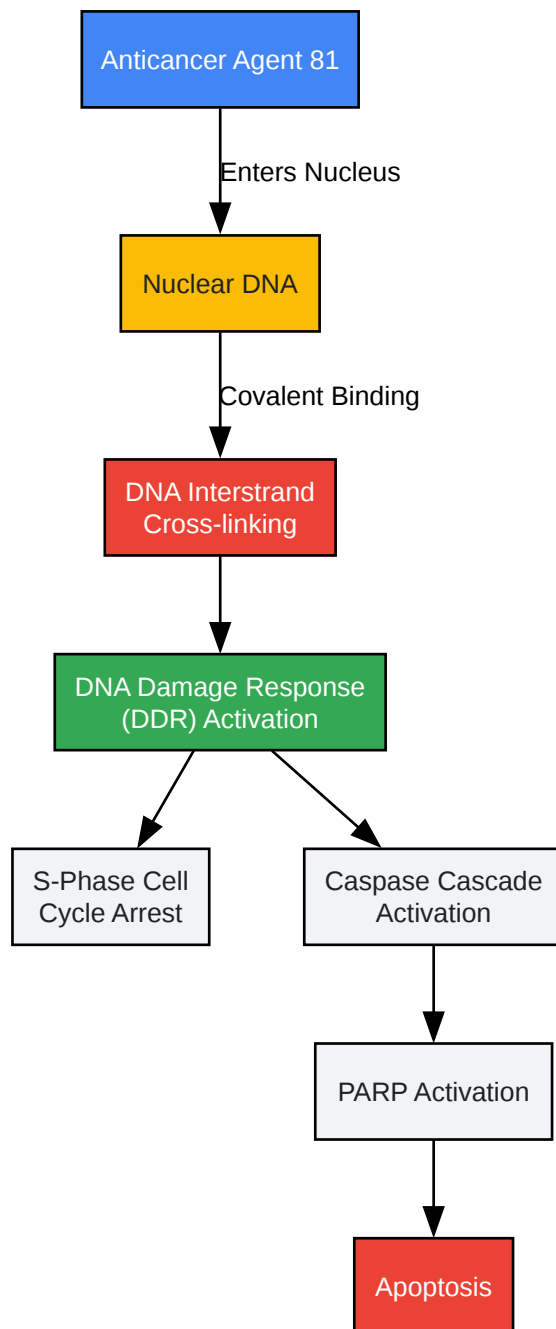 Anticancer Agent 81
Enters Nucleus
Nuclear DNA
Covalent Binding
DNA Interstrand
Cross-linking
DNA Damage Response
(DDR) Activation
S-Phase Cell
Cycle Arrest
Caspase Cascade
Activation
PARP Activation
Apoptosis